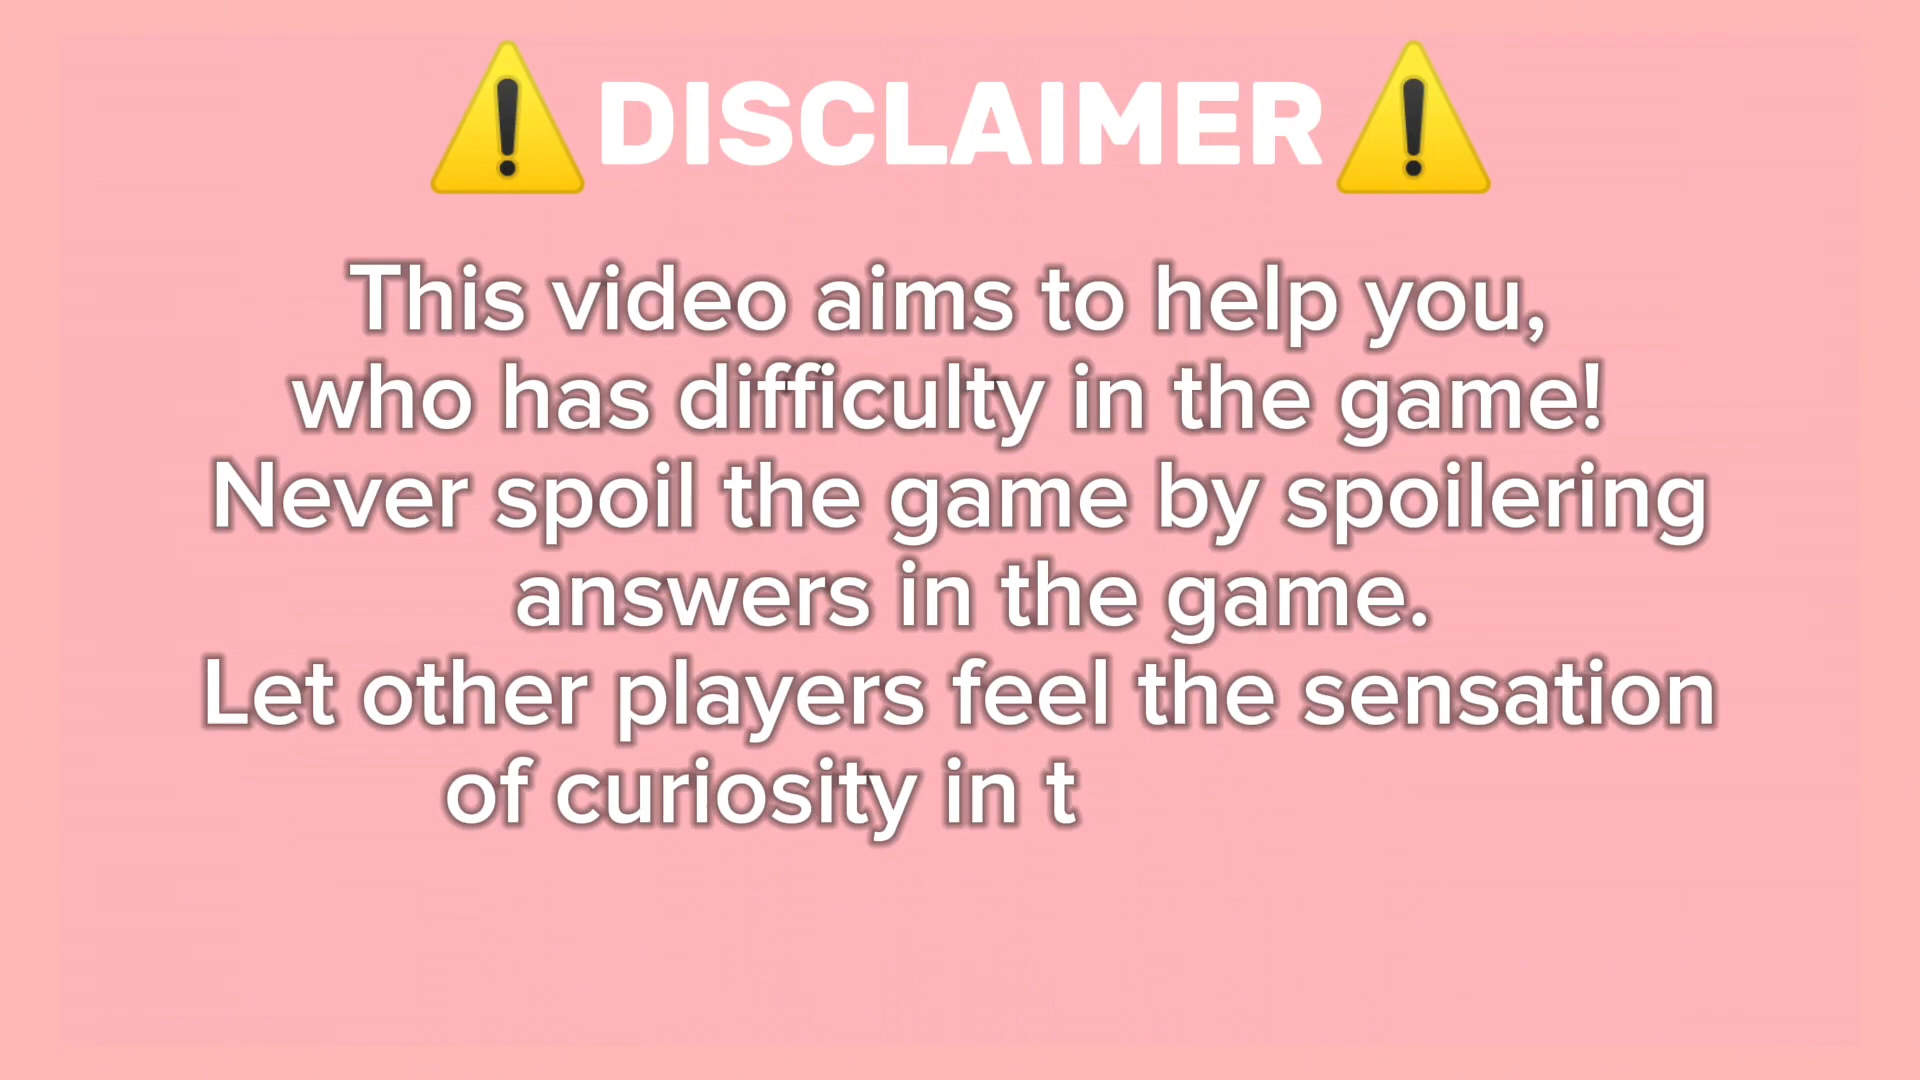 ⚠️DISCLAIMER⚠️
This video aims to help you,
who has difficulty in the game!
Never spoil the game by spoilering
answers in the game.
Let other players feel the sensation
of curiosity in t